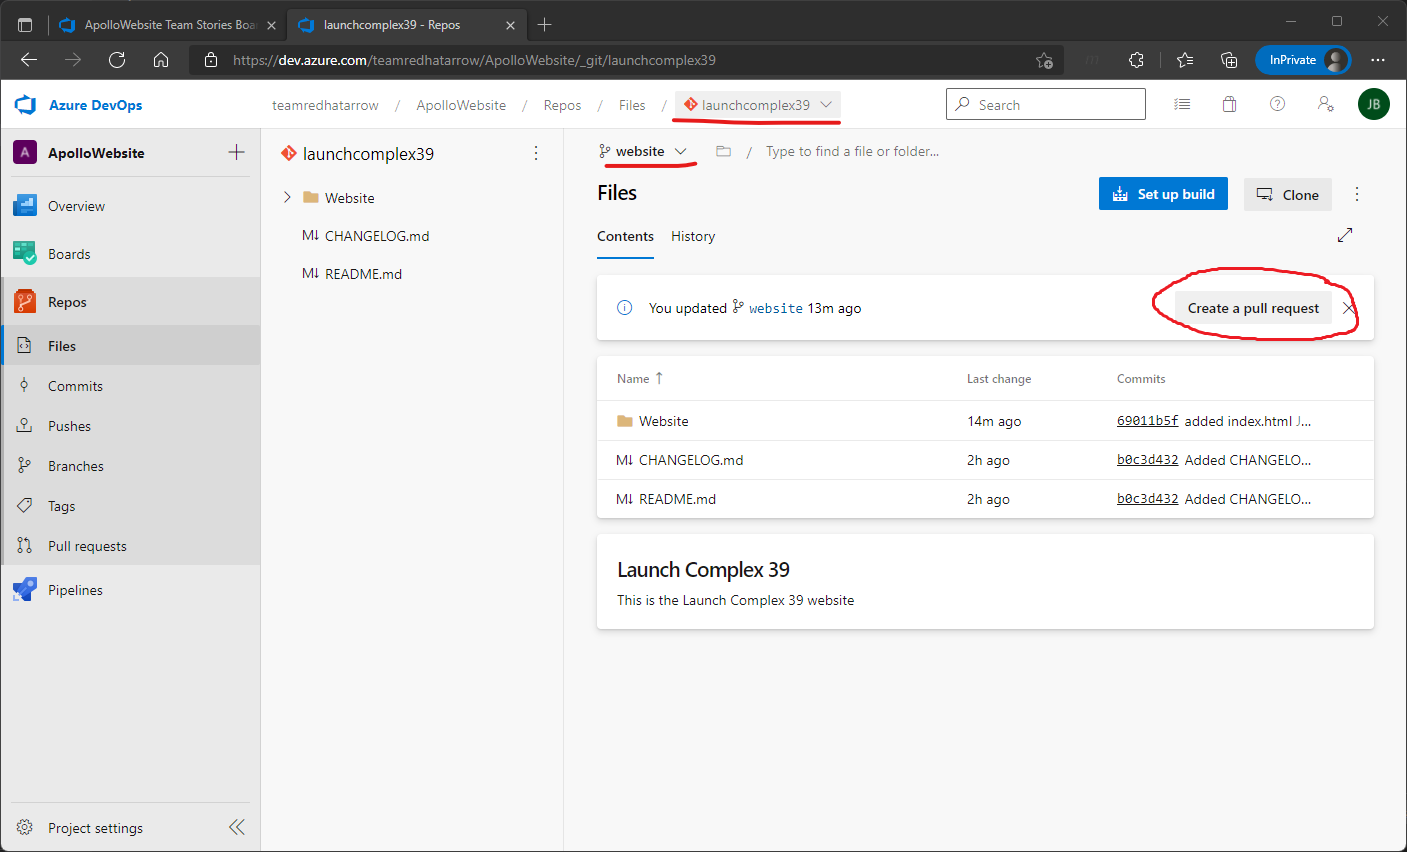 ApolloWebsite Team Stories Boa
launchcomplex39 - Repos
https://dev.azure.com/teamredhatarrow/ApolloWebsite/_git/launchcomplex39
InPrivate
Azure DevOps
teamredhatarrow / ApolloWebsite / Repos / Files / launchcomplex39
Search
JB
A ApolloWebsite
Overview
Boards
Repos
Files
Commits
Pushes
Branches
Tags
Pull requests
Pipelines
Project settings
launchcomplex39
Website
M↓ CHANGELOG.md
M↓ README.md
website / Type to find a file or folder...
Files
Set up build
Clone
Contents History
You updated website 13m ago
Create a pull request
Name ↑ Last change Commits
Website 14m ago 69011b5f added index.html J...
M↓ CHANGELOG.md 2h ago b0c3d432 Added CHANGELO...
M↓ README.md 2h ago b0c3d432 Added CHANGELO...
Launch Complex 39
This is the Launch Complex 39 website